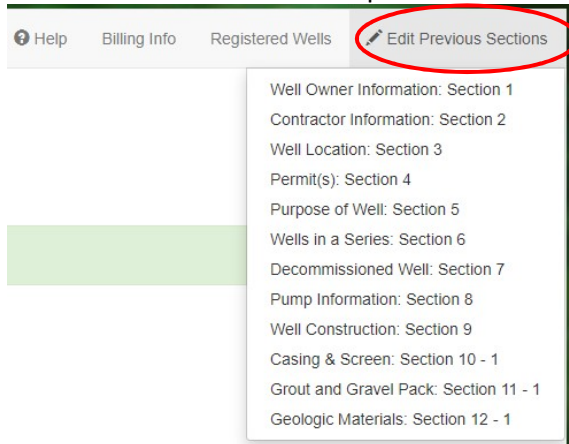 Help Billing Info Registered Wells Edit Previous Sections
Well Owner Information: Section 1
Contractor Information: Section 2
Well Location: Section 3
Permit(s): Section 4
Purpose of Well: Section 5
Wells in a Series: Section 6
Decommissioned Well: Section 7
Pump Information: Section 8
Well Construction: Section 9
Casing & Screen: Section 10 - 1
Grout and Gravel Pack: Section 11 - 1
Geologic Materials: Section 12 - 1